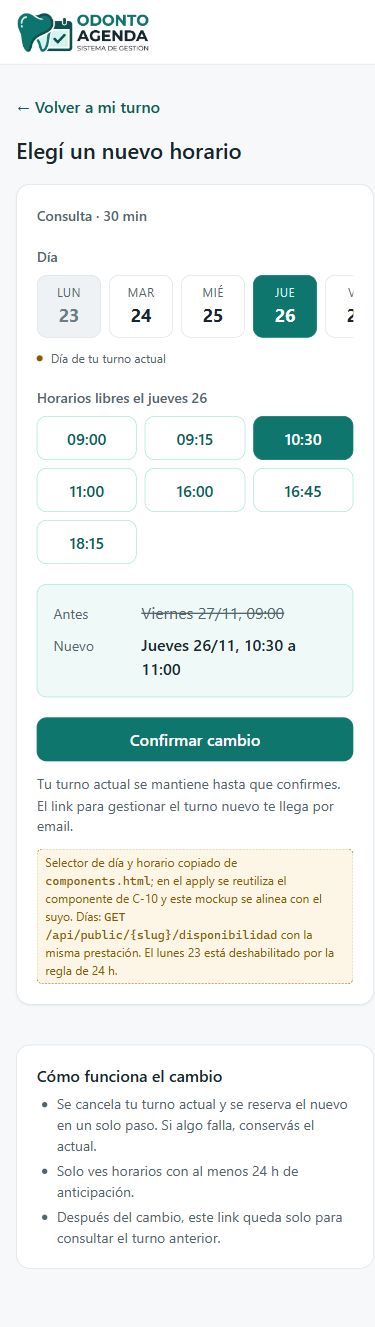 ODONTO
AGENDA
SISTEMA DE GESTIÓN
← Volver a mi turno
Elegí un nuevo horario
Consulta · 30 min
Día
LUN
23
MAR
24
MIÉ
25
JUE
26
Día de tu turno actual
Horarios libres el jueves 26
09:00
09:15
10:30
11:00
16:00
16:45
18:15
Antes
Viernes 27/11, 09:00
Nuevo
Jueves 26/11, 10:30 a
11:00
Confirmar cambio
Tu turno actual se mantiene hasta que confirmes.
El link para gestionar el turno nuevo te llega por
email.
Selector de día y horario copiado de
components.html; en el apply se reutiliza el
componente de C-10 y este mockup se alinea con el
suyo. Días: GET
/api/public/{slug}/disponibilidad con la
misma prestación. El lunes 23 está deshabilitado por la
regla de 24 h.
Cómo funciona el cambio
• Se cancela tu turno actual y se reserva el nuevo
en un solo paso. Si algo falla, conservás el
actual.
• Solo ves horarios con al menos 24 h de
anticipación.
• Después del cambio, este link queda solo para
consultar el turno anterior.